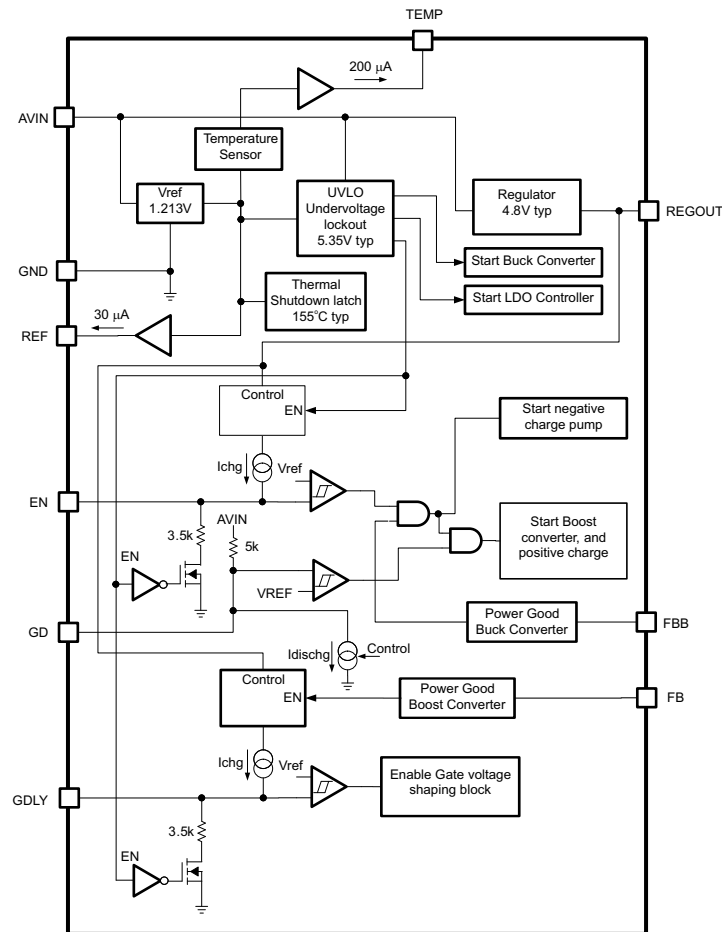 TEMP
200 μA
AVIN
Temperature
Sensor
Vref
1.213V
UVLO
Undervoltage
lockout
5.35V typ
Regulator
4.8V typ
REGOUT
Start Buck Converter
GND
Thermal
Shutdown latch
155°C typ
Start LDO Controller
30 μA
REF
Control
EN
Start negative
charge pump
Ichg
Vref
EN
3.5k
AVIN
5k
Start Boost
converter, and
positive charge
EN
VREF
GD
Power Good
Buck Converter
FBB
Idischg
Control
Control
EN
Power Good
Boost Converter
FB
Ichg
Vref
Enable Gate voltage
shaping block
GDLY
3.5k
EN